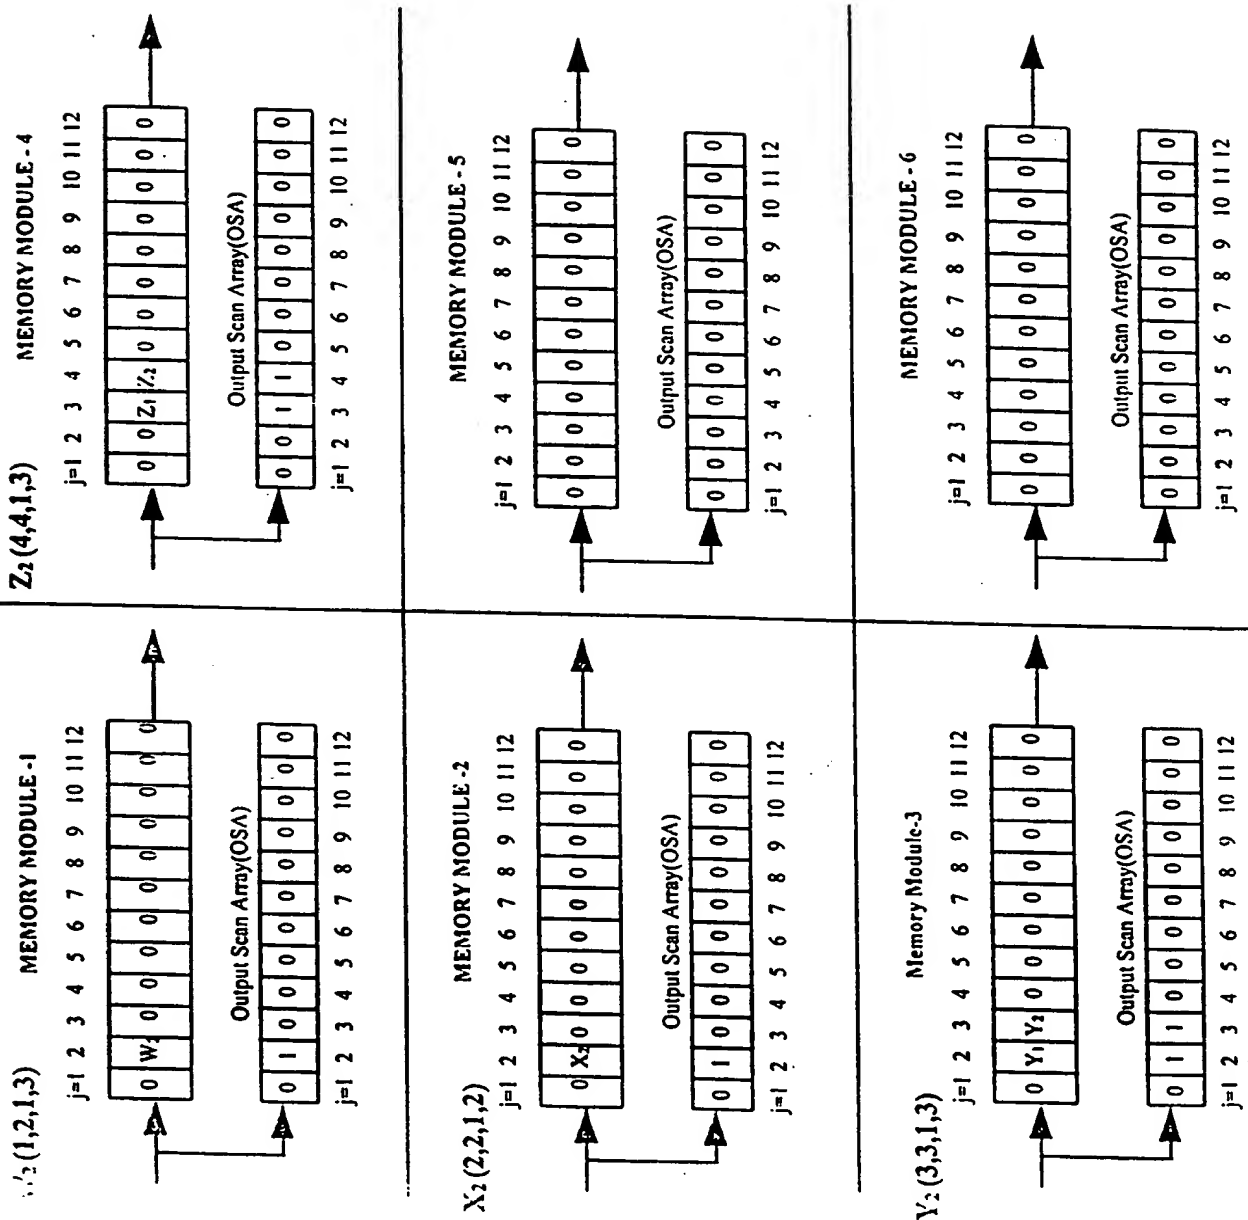 (1,2,1,3)
MEMORY MODULE -1
j=1 2 3 4 5 6 7 8 9 10 11 12
0 W2 0 0 0 0 0 0 0 0 0 0
Output Scan Array(OSA)
0 1 0 0 0 0 0 0 0 0 0 0
j=1 2 3 4 5 6 7 8 9 10 11 12
X2 (2,2,1,2)
MEMORY MODULE -2
j=1 2 3 4 5 6 7 8 9 10 11 12
0 X2 0 0 0 0 0 0 0 0 0 0
Output Scan Array(OSA)
0 1 0 0 0 0 0 0 0 0 0 0
j=1 2 3 4 5 6 7 8 9 10 11 12
Y2 (3,3,1,3)
Memory Module-3
j=1 2 3 4 5 6 7 8 9 10 11 12
0 Y1 Y2 0 0 0 0 0 0 0 0 0
Output Scan Array(OSA)
0 1 1 0 0 0 0 0 0 0 0 0
j=1 2 3 4 5 6 7 8 9 10 11 12
Z2 (4,4,1,3)
MEMORY MODULE - 4
j=1 2 3 4 5 6 7 8 9 10 11 12
0 0 Z1 Z2 0 0 0 0 0 0 0 0
Output Scan Array(OSA)
0 0 1 1 0 0 0 0 0 0 0 0
j=1 2 3 4 5 6 7 8 9 10 11 12
MEMORY MODULE - 5
j=1 2 3 4 5 6 7 8 9 10 11 12
0 0 0 0 0 0 0 0 0 0 0 0
Output Scan Array(OSA)
0 0 0 0 0 0 0 0 0 0 0 0
j=1 2 3 4 5 6 7 8 9 10 11 12
MEMORY MODULE - 6
j=1 2 3 4 5 6 7 8 9 10 11 12
0 0 0 0 0 0 0 0 0 0 0 0
Output Scan Array(OSA)
0 0 0 0 0 0 0 0 0 0 0 0
j=1 2 3 4 5 6 7 8 9 10 11 12